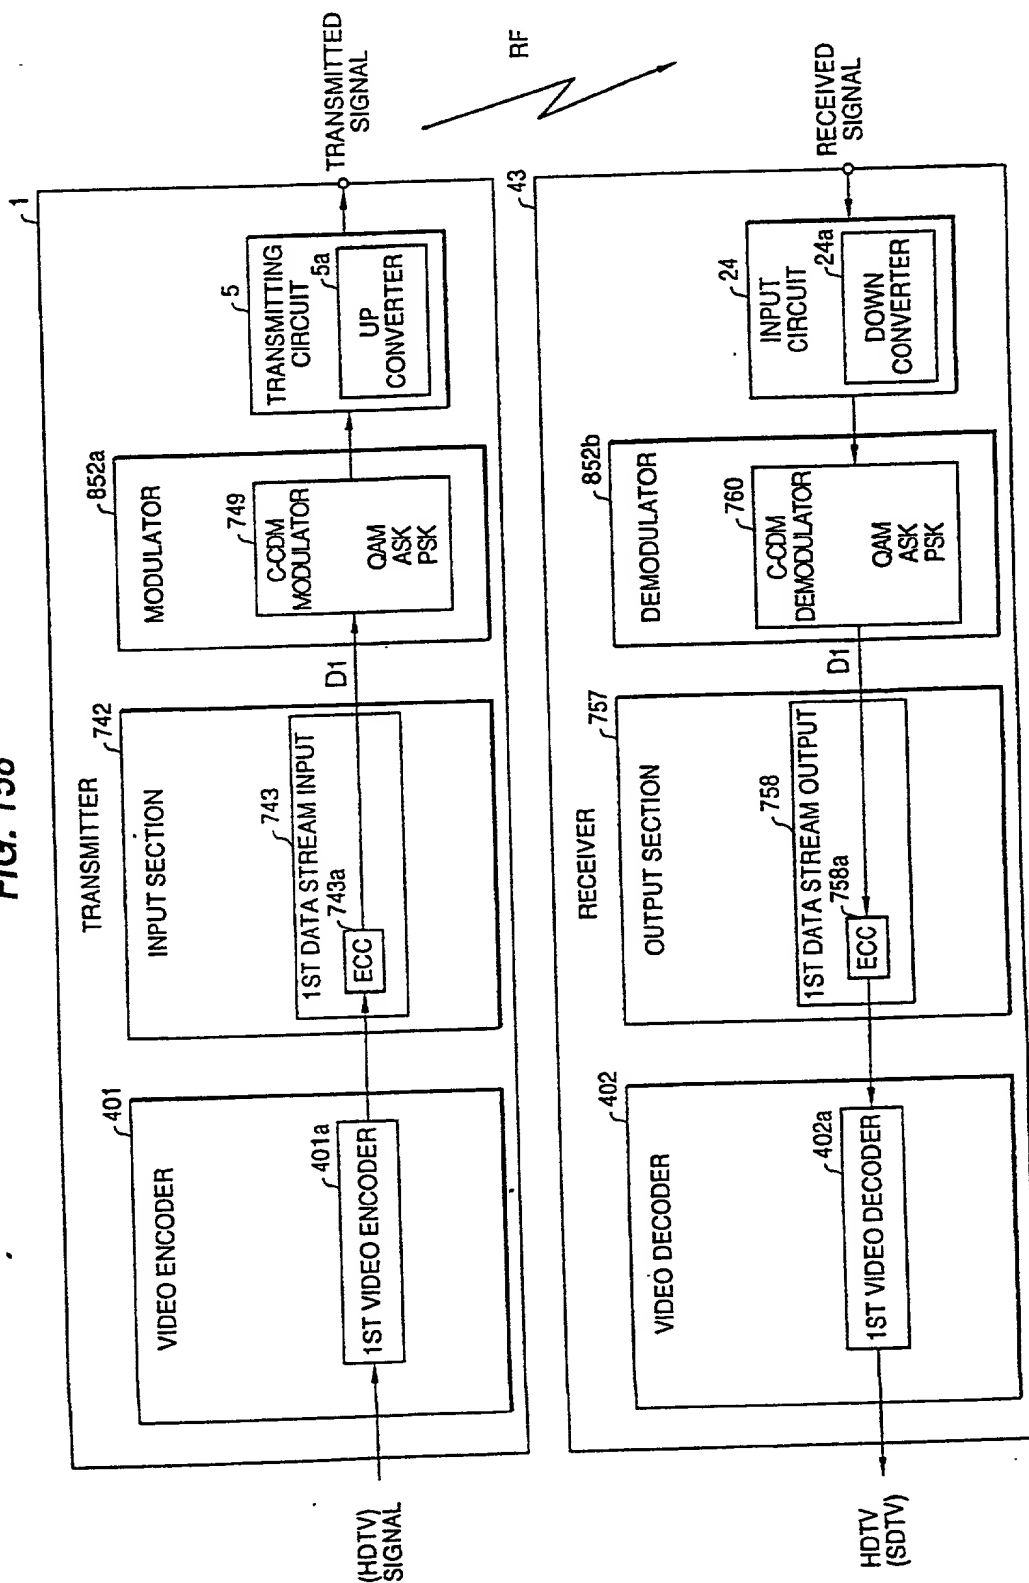 FIG.
TRANSMITTER
1
(HDTV)
SIGNAL
401
VIDEO ENCODER
401a
1ST VIDEO ENCODER
742
INPUT SECTION
743
1ST DATA STREAM INPUT
743a
ECC
D1
852a
MODULATOR
749
C-CDM
MODULATOR
QAM
ASK
PSK
5
TRANSMITTING
CIRCUIT
5a
UP
CONVERTER
TRANSMITTED
SIGNAL
RF
RECEIVER
43
HDTV
(SDTV)
402
VIDEO DECODER
402a
1ST VIDEO DECODER
757
OUTPUT SECTION
758
1ST DATA STREAM OUTPUT
758a
ECC
D1
852b
DEMODULATOR
760
C-CDM
DEMODULATOR
QAM
ASK
PSK
24
INPUT
CIRCUIT
24a
DOWN
CONVERTER
RECEIVED
SIGNAL